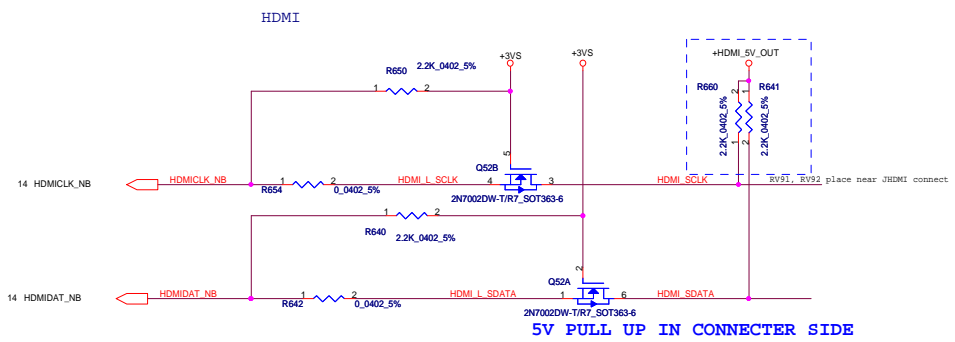 HDMI
+3VS
+3VS
+HDMI_5V_OUT
2.2K_0402_5%
R650
1
2
R660
R641
2
1
2.2K_0402_5%
2.2K_0402_5%
1
2
5
Q52B
14 HDMICLK_NB
HDMICLK_NB
1
2
R654
0_0402_5%
HDMI_L_SCLK
4
3
HDMI_SCLK
RV91, RV92 place near JHDMI connect
2N7002DW-T/R7_SOT363-6
1
2
R640
2.2K_0402_5%
2
Q52A
14 HDMIDAT_NB
HDMIDAT_NB
1
2
R642
0_0402_5%
HDMI_L_SDATA
1
6
HDMI_SDATA
2N7002DW-T/R7_SOT363-6
5V PULL UP IN CONNECTER SIDE